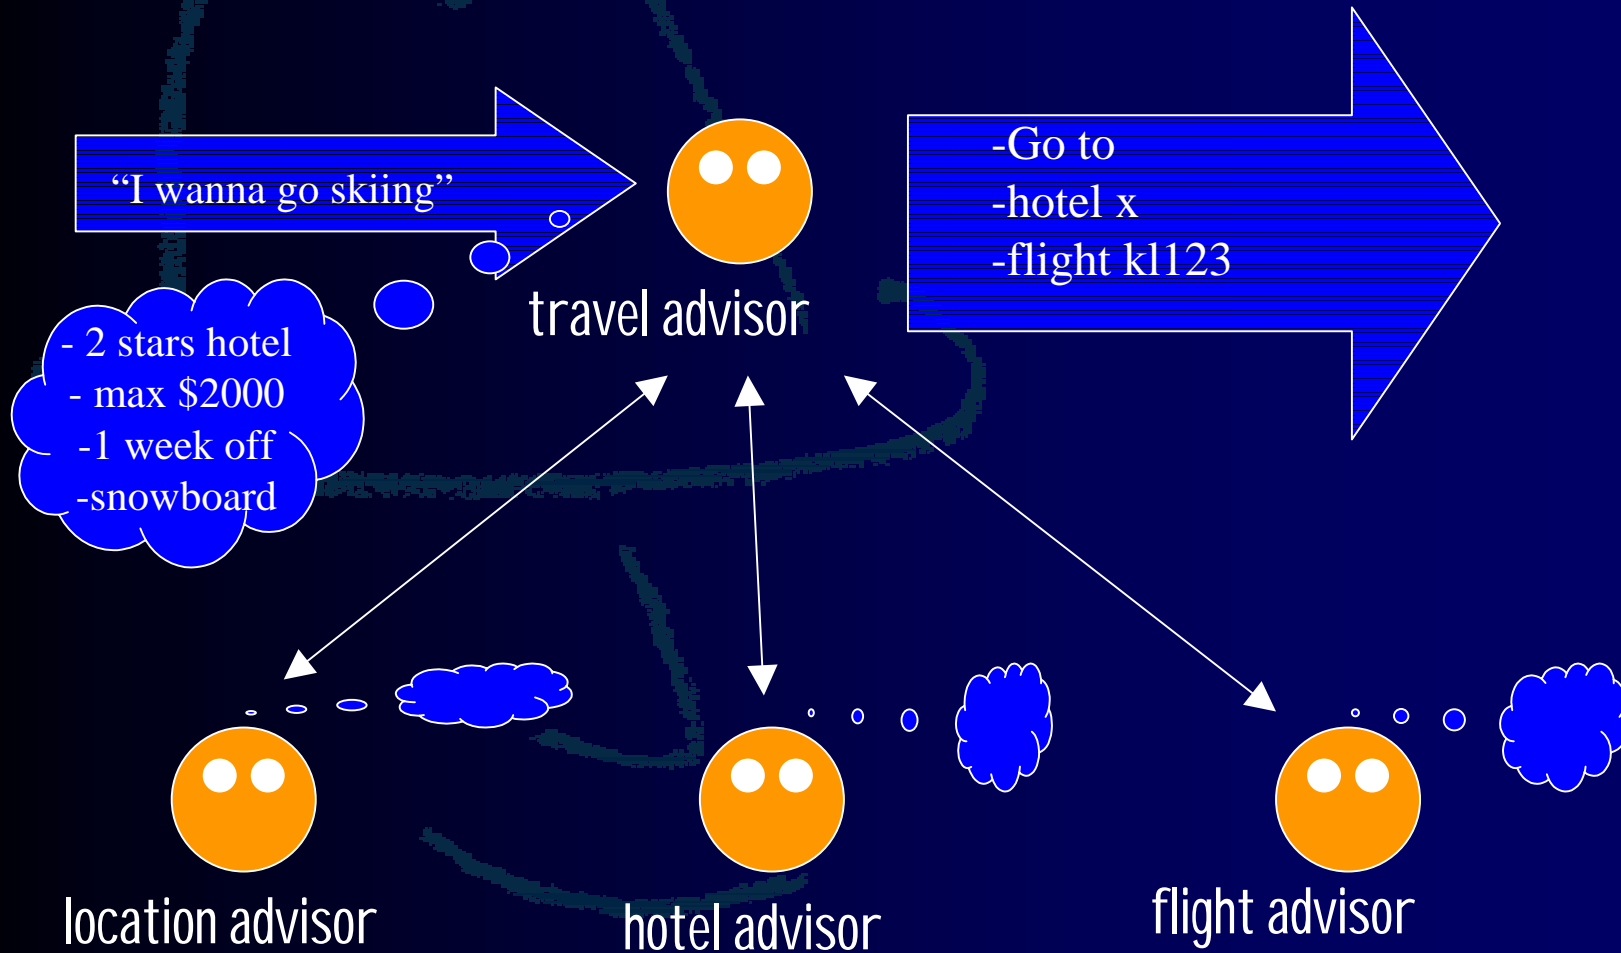 “I wanna go skiing”
-Go to
-hotel x
-flight kl123
travel advisor
- 2 stars hotel
- max $2000
-1 week off
-snowboard
location advisor
hotel advisor
flight advisor